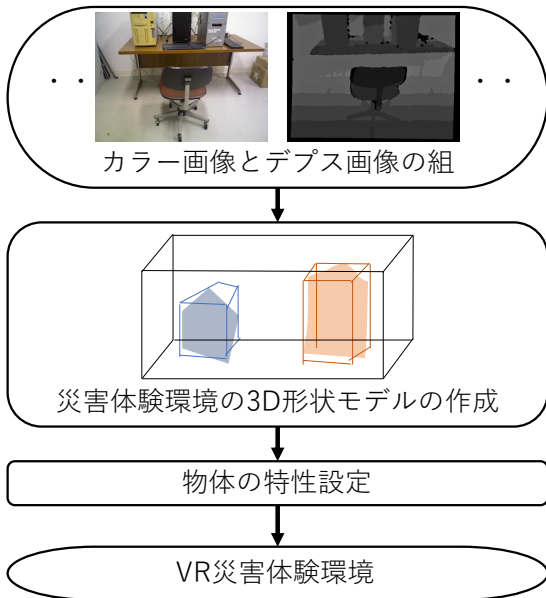 カラー画像とデプス画像の組
災害体験環境の3D形状モデルの作成
物体の特性設定
VR災害体験環境